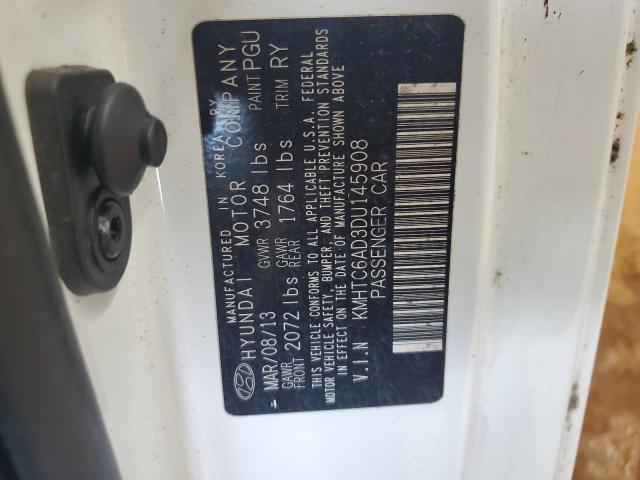 MANUFACTURED IN KOREA BY
HYUNDAI MOTOR COMPANY
MAR/08/13 GVWR 3748 lbs PAINT PGU
GAWR FRONT 2072 lbs GAWR REAR 1764 lbs TRIM RY
THIS VEHICLE CONFORMS TO ALL APPLICABLE U.S.A. FEDERAL
MOTOR VEHICLE SAFETY, BUMPER, AND THEFT PREVENTION STANDARDS
IN EFFECT ON THE DATE OF MANUFACTURE SHOWN ABOVE
V.I.N KMHTC6AD3DU145908
PASSENGER CAR